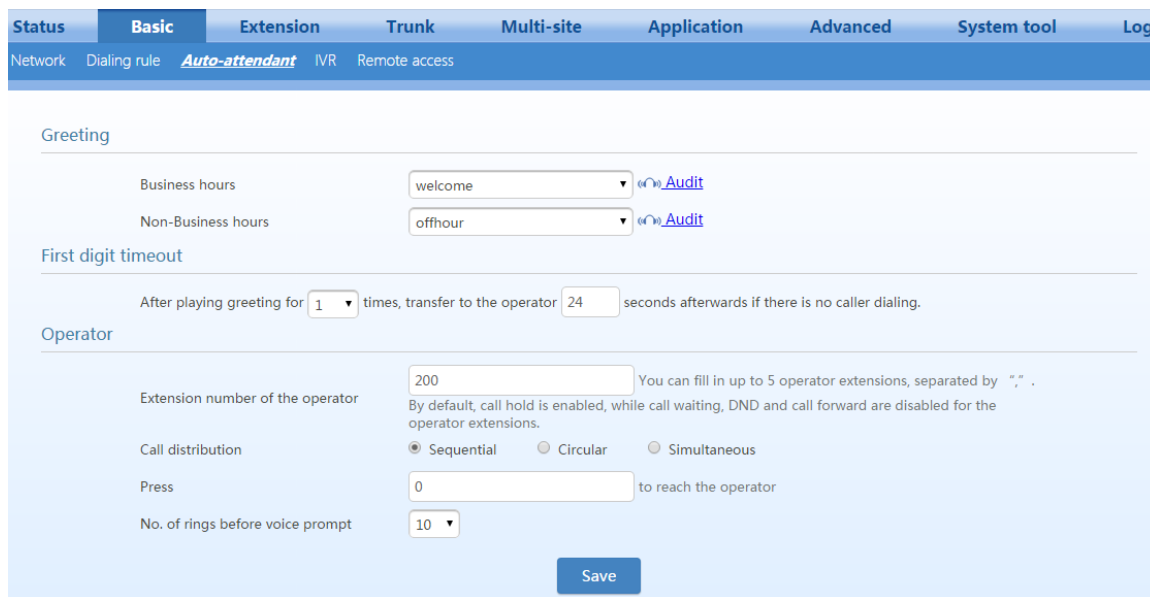 Status Basic Extension Trunk Multi-site Application Advanced System tool Log
Network Dialing rule Auto-attendant IVR Remote access
Greeting
Business hours welcome Audit
Non-Business hours offhour Audit
First digit timeout
After playing greeting for 1 times, transfer to the operator 24 seconds afterwards if there is no caller dialing.
Operator
Extension number of the operator 200 You can fill in up to 5 operator extensions, separated by “,” .
By default, call hold is enabled, while call waiting, DND and call forward are disabled for the
operator extensions.
Call distribution Sequential Circular Simultaneous
Press 0 to reach the operator
No. of rings before voice prompt 10
Save